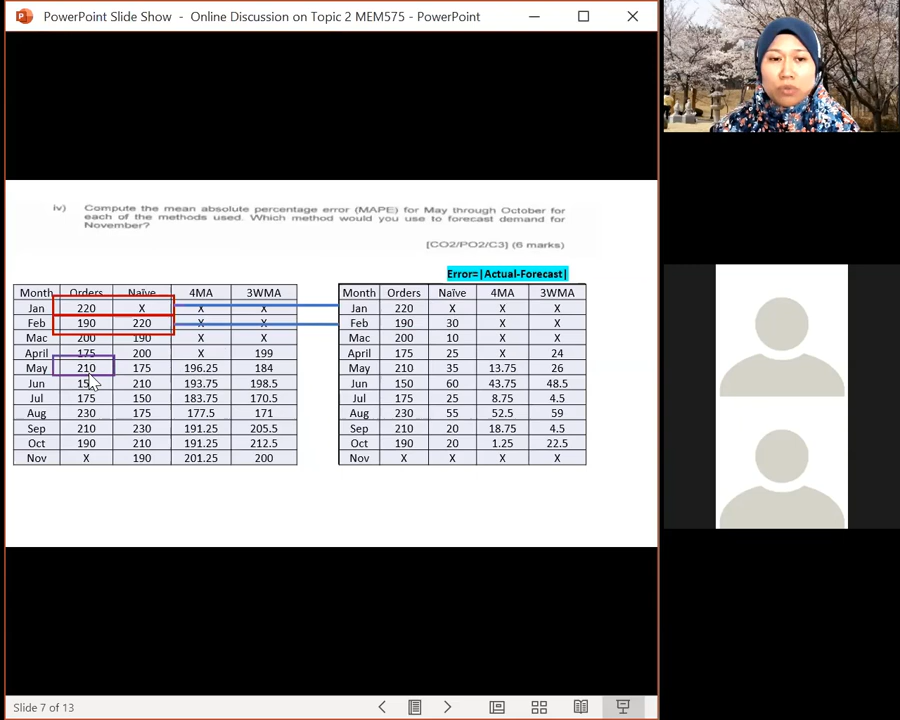 PowerPoint Slide Show - Online Discussion on Topic 2 MEM575 - PowerPoint
iv) Compute the mean absolute percentage error (MAPE) for May through October for
each of the methods used. Which method would you use to forecast demand for
November?
[CO2/PO2/C3] (6 marks)
Error=|Actual-Forecast|
Month Orders Naïve 4MA 3WMA
Jan 220 X X X
Feb 190 220 X X
Mac 200 190 X X
April 175 200 X 199
May 210 175 196.25 184
Jun 210 193.75 198.5
Jul 175 150 183.75 170.5
Aug 230 175 177.5 171
Sep 210 230 191.25 205.5
Oct 190 210 191.25 212.5
Nov X 190 201.25 200
Month Orders Naïve 4MA 3WMA
Jan 220 X X X
Feb 190 30 X X
Mac 200 10 X X
April 175 25 X 24
May 210 35 13.75 26
Jun 150 60 43.75 48.5
Jul 175 25 8.75 4.5
Aug 230 55 52.5 59
Sep 210 20 18.75 4.5
Oct 190 20 1.25 22.5
Nov X X X X
Slide 7 of 13